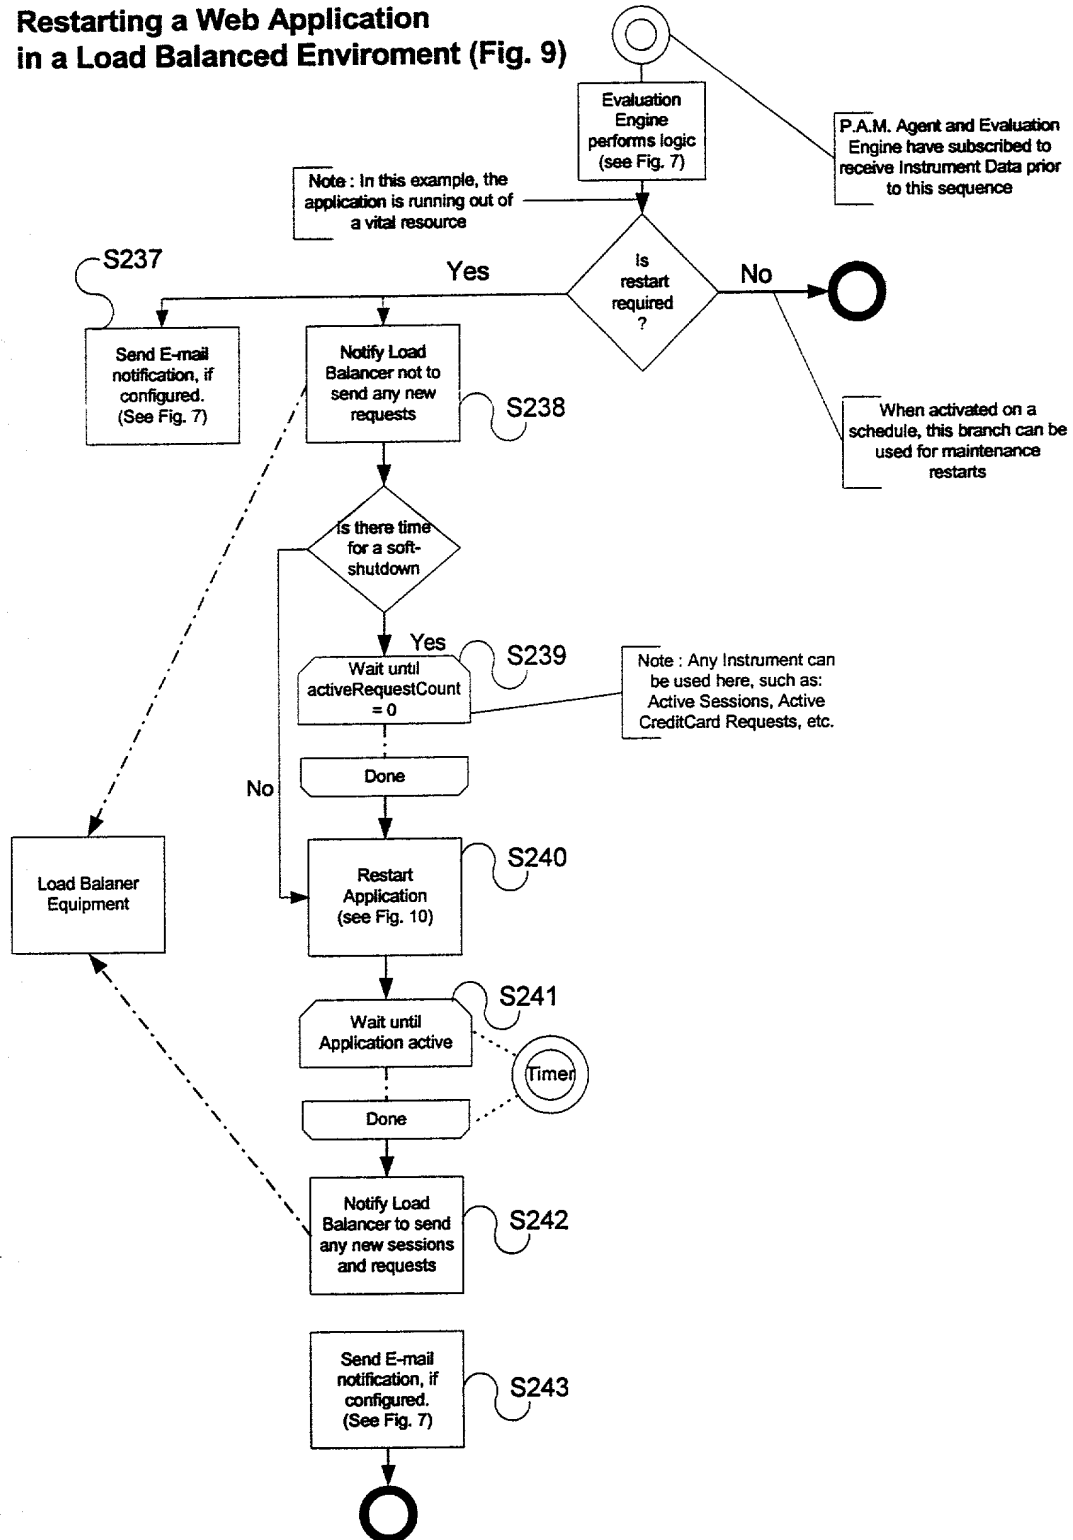 Restarting a Web Application
in a Load Balanced Enviroment (Fig. 9)
Evaluation
Engine
performs logic
(see Fig. 7)
P.A.M. Agent and Evaluation
Engine have subscribed to
receive Instrument Data prior
to this sequence
Note : In this example, the
application is running out of
a vital resource
S237
Yes
Is
restart
required
?
No
Send E-mail
notification, if
configured.
(See Fig. 7)
Notify Load
Balancer not to
send any new
requests
S238
When activated on a
schedule, this branch can be
used for maintenance
restarts
Is there time
for a soft-
shutdown
Yes
S239
Wait until
activeRequestCount
= 0
Note : Any Instrument can
be used here, such as:
Active Sessions, Active
CreditCard Requests, etc.
Done
No
Load Balaner
Equipment
Restart
Application
(see Fig. 10)
S240
S241
Wait until
Application active
Timer
Done
Notify Load
Balancer to send
any new sessions
and requests
S242
Send E-mail
notification, if
configured.
(See Fig. 7)
S243